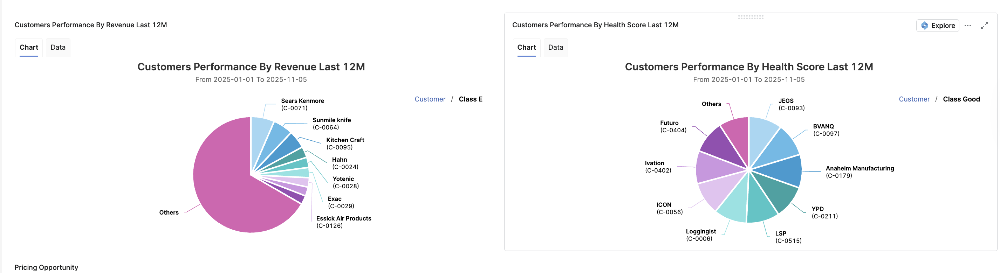 Customers Performance By Revenue Last 12M
Chart
Data
Customers Performance By Revenue Last 12M
From 2025-01-01 To 2025-11-05
Customer / Class E
Sears Kenmore
(C-0071)
Sunmile knife
(C-0064)
Kitchen Craft
(C-0095)
Hahn
(C-0024)
Yotenic
(C-0028)
Exac
(C-0029)
Essick Air Products
(C-0126)
Others
Customers Performance By Health Score Last 12M
Explore
Chart
Data
Customers Performance By Health Score Last 12M
From 2025-01-01 To 2025-11-05
Customer / Class Good
JEGS
(C-0093)
BVANQ
(C-0097)
Anaheim Manufacturing
(C-0179)
YPD
(C-0211)
LSP
(C-0515)
Loggingist
(C-0006)
ICON
(C-0056)
Ivation
(C-0402)
Futuro
(C-0404)
Others
Pricing Opportunity